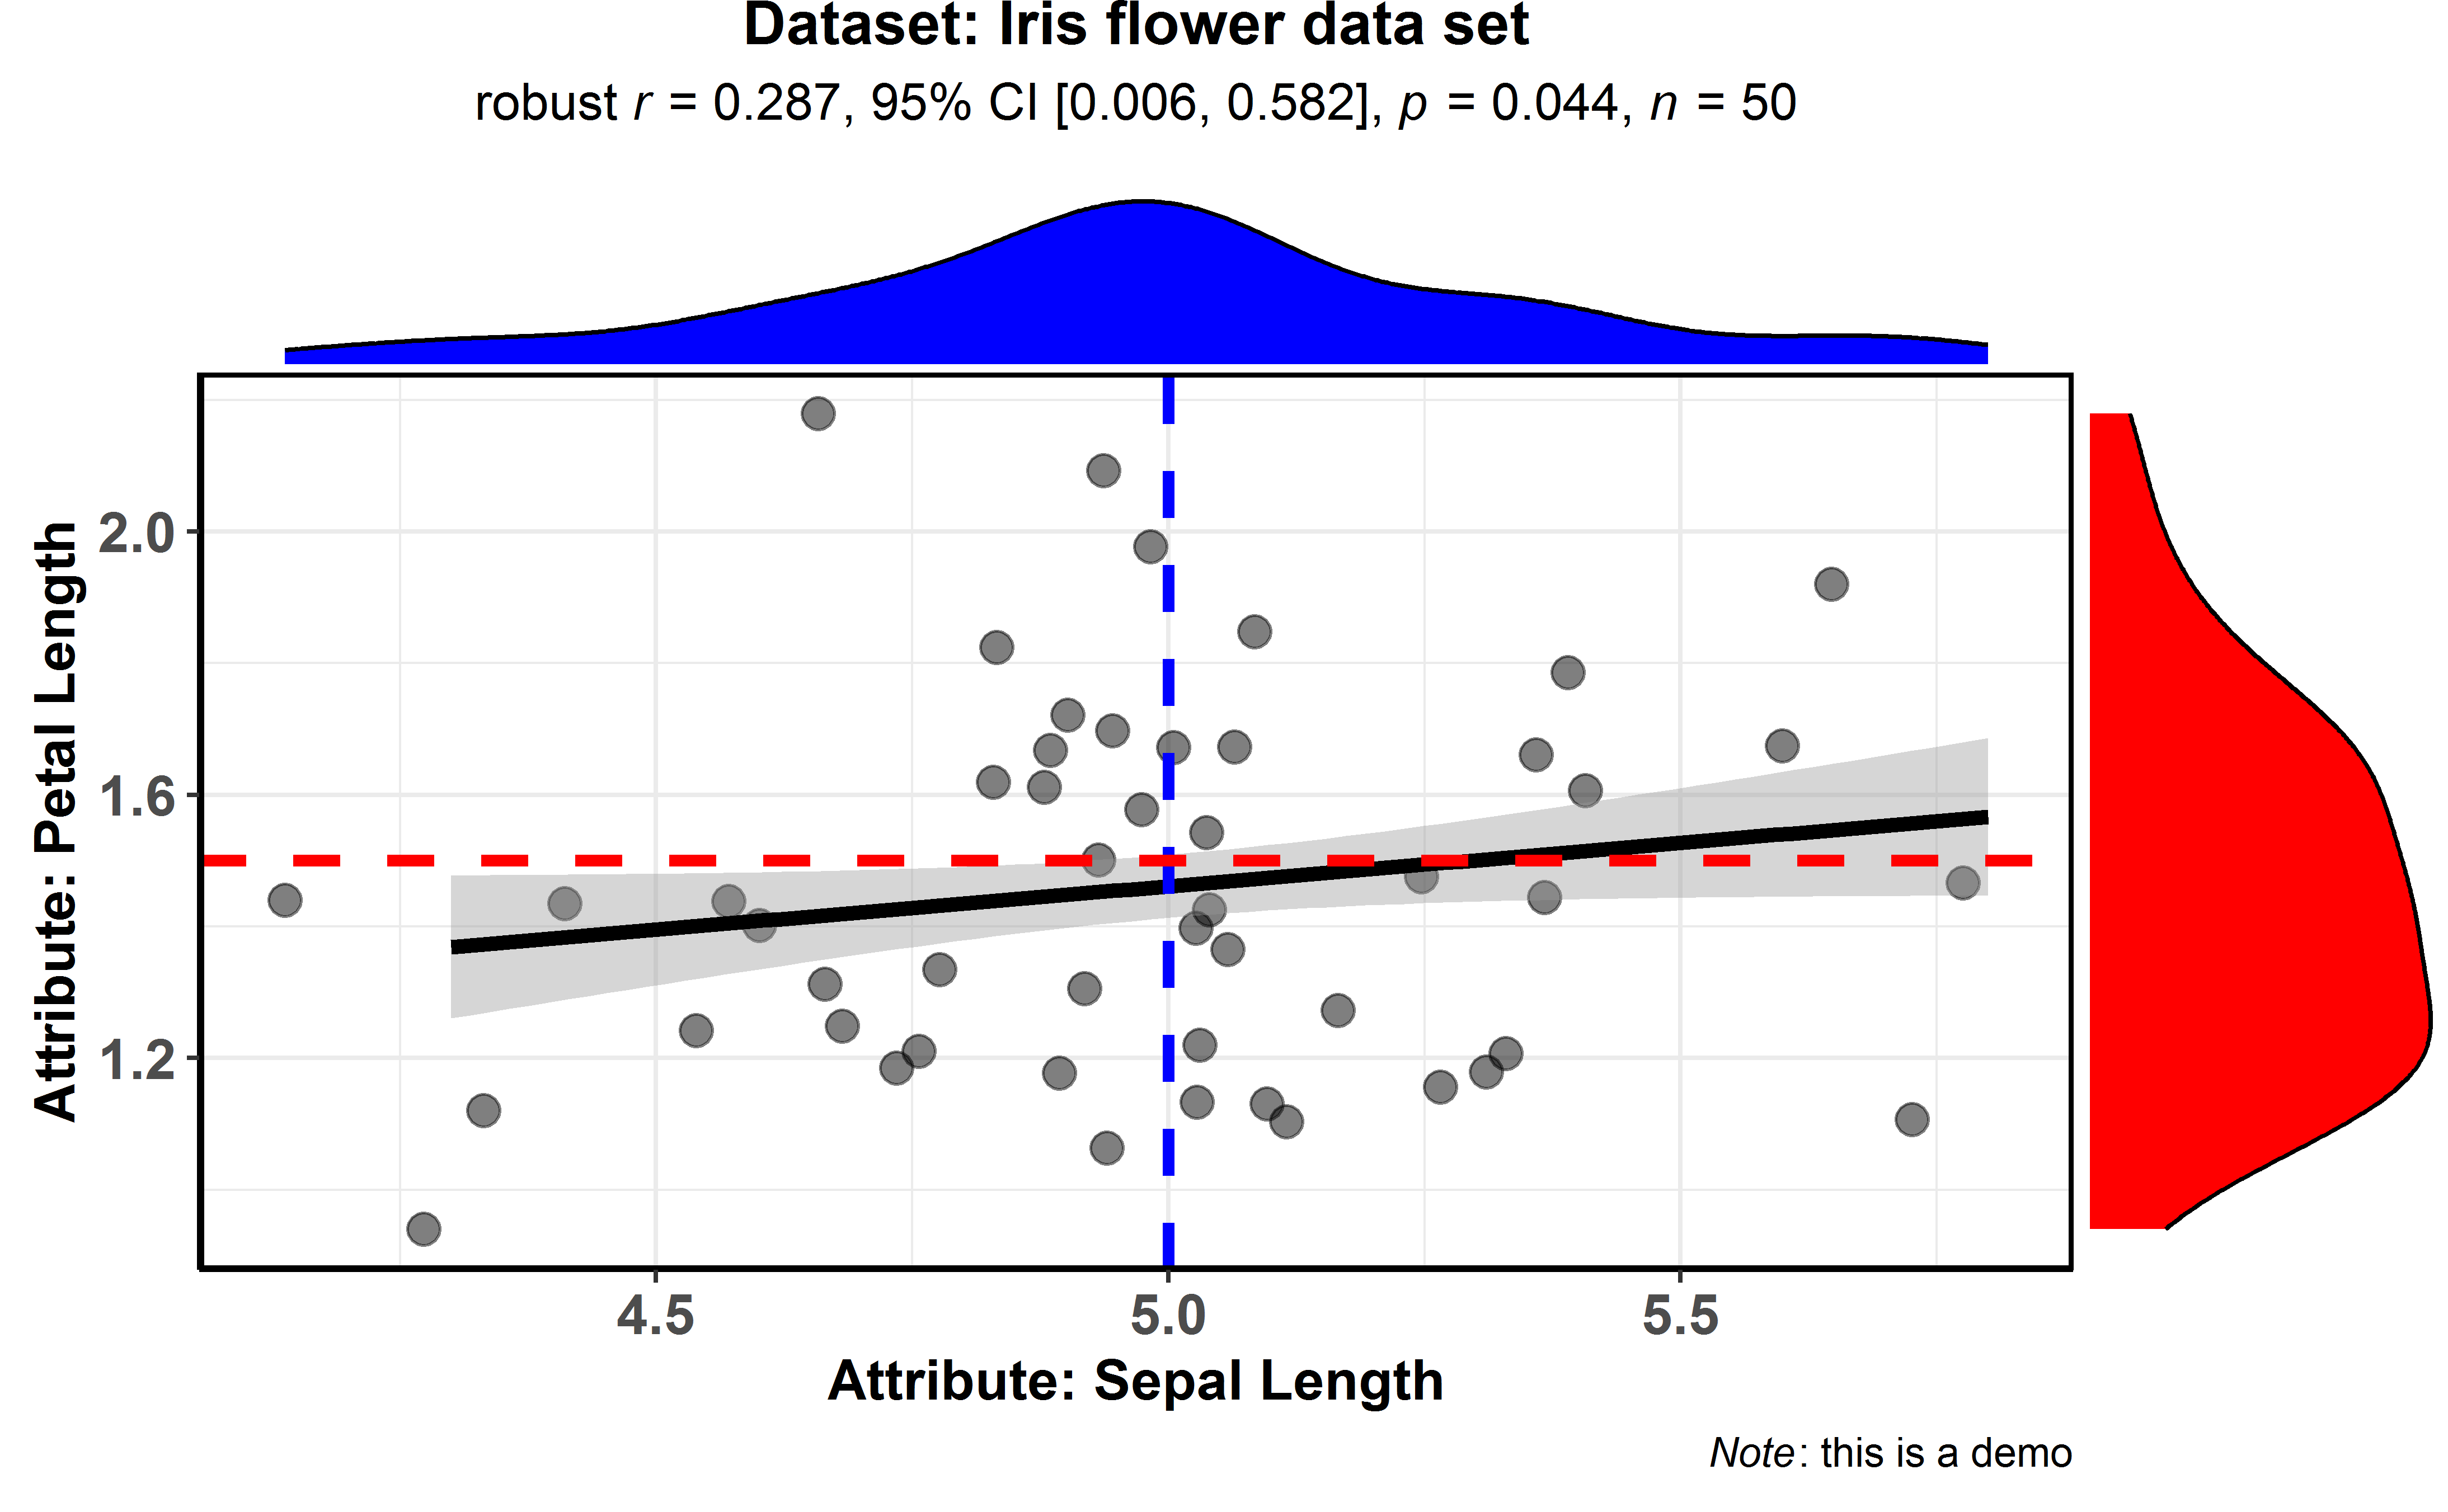 Dataset: Iris flower data set
robust r = 0.287, 95% CI [0.006, 0.582], p = 0.044, n = 50
Attribute: Petal Length
2.0
1.6
1.2
4.5 5.0 5.5
Attribute: Sepal Length
Note: this is a demo